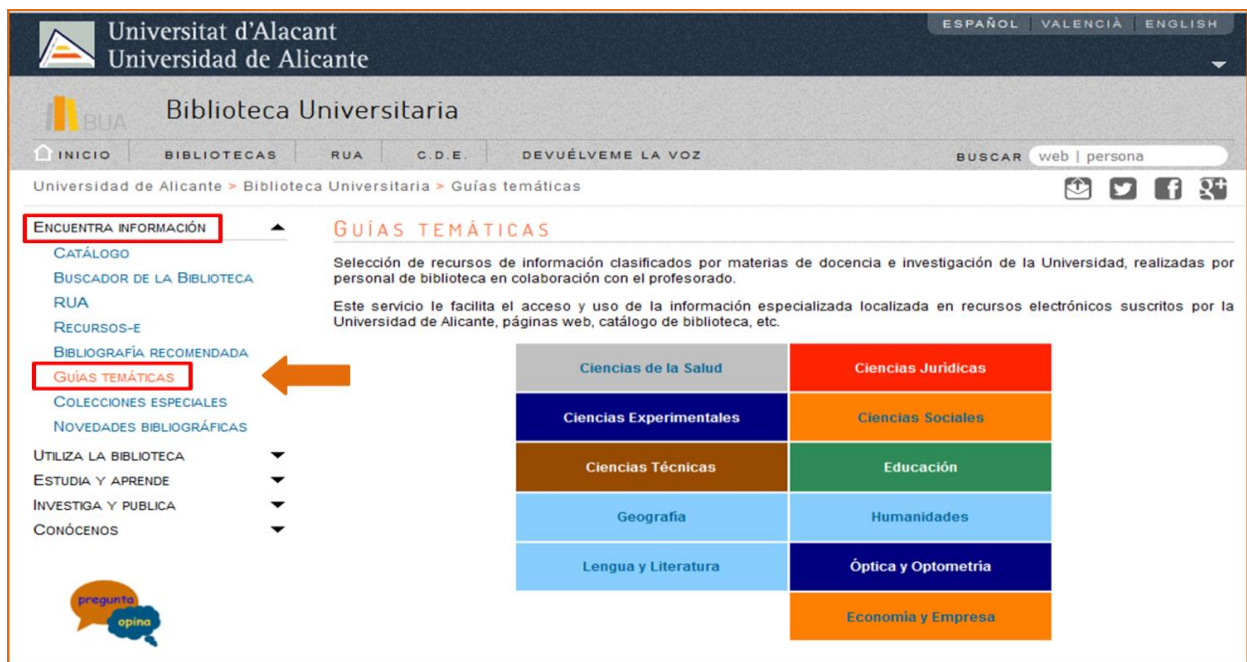 Universitat d'Alacant
Universidad de Alicante
ESPAÑOL VALENCIÀ ENGLISH
BUA
Biblioteca Universitaria
INICIO BIBLIOTECAS RUA C.D.E. DEVUÉLVEME LA VOZ BUSCAR web | persona
Universidad de Alicante > Biblioteca Universitaria > Guías temáticas
ENCUENTRA INFORMACIÓN
CATÁLOGO
BUSCADOR DE LA BIBLIOTECA
RUA
RECURSOS-E
BIBLIOGRAFÍA RECOMENDADA
GUÍAS TEMÁTICAS
COLECCIONES ESPECIALES
NOVEDADES BIBLIOGRÁFICAS
UTILIZA LA BIBLIOTECA
ESTUDIA Y APRENDE
INVESTIGA Y PUBLICA
CONÓCENOS
pregunta
opina
GUÍAS TEMÁTICAS
Selección de recursos de información clasificados por materias de docencia e investigación de la Universidad, realizadas por
personal de biblioteca en colaboración con el profesorado.
Este servicio le facilita el acceso y uso de la información especializada localizada en recursos electrónicos suscritos por la
Universidad de Alicante, páginas web, catálogo de biblioteca, etc.
Ciencias de la Salud Ciencias Jurídicas
Ciencias Experimentales Ciencias Sociales
Ciencias Técnicas Educación
Geografía Humanidades
Lengua y Literatura Óptica y Optometría
Economía y Empresa